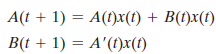 A(t + 1) = A(t)x(t) + B(t)x(t)
B(t + 1) = A'(t)x(t)